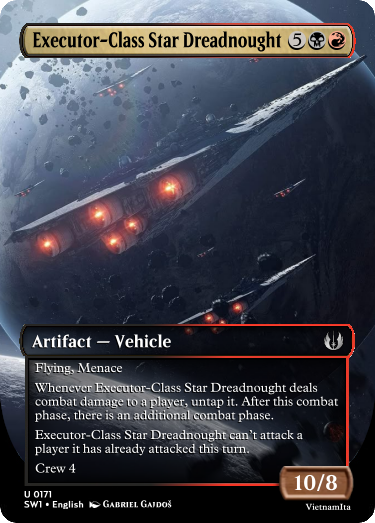 Executor-Class Star Dreadnought 5
Artifact — Vehicle
Flying, Menace
Whenever Executor-Class Star Dreadnought deals
combat damage to a player, untap it. After this combat
phase, there is an additional combat phase.
Executor-Class Star Dreadnought can't attack a
player it has already attacked this turn.
Crew 4
10/8
U 0171
SW1 • English Gabriel Gajdoš
VietnamIta